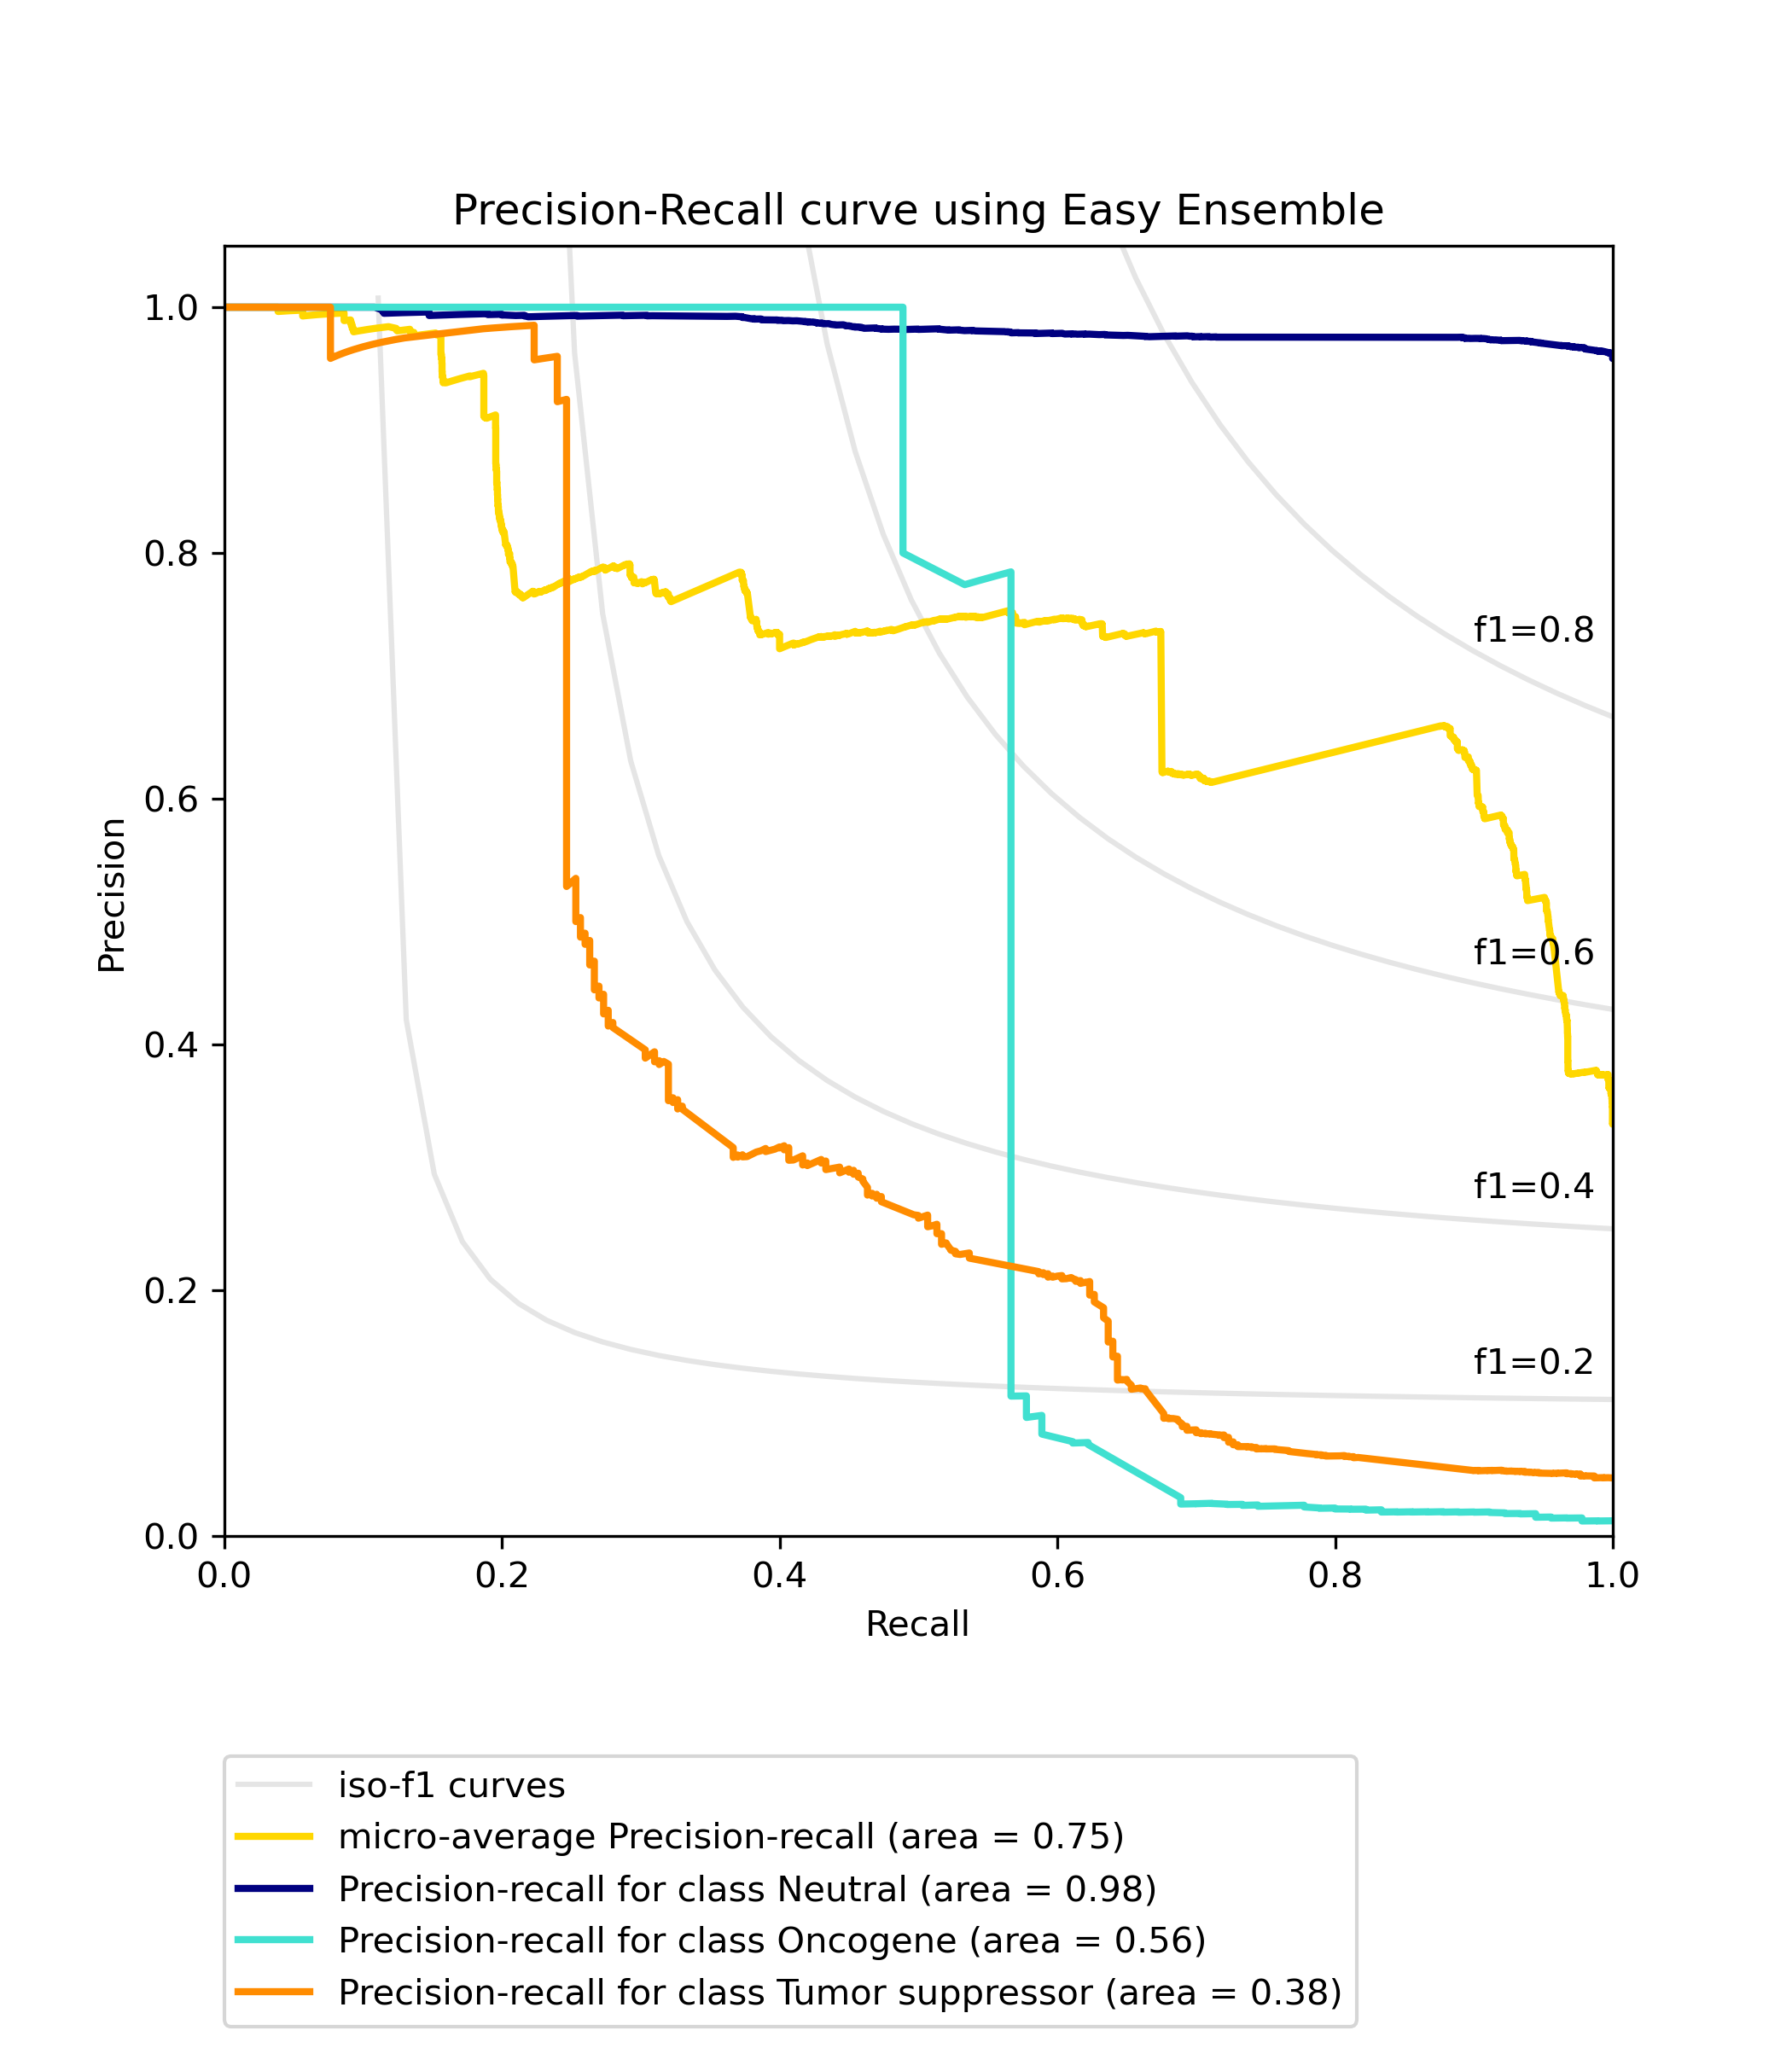 Precision-Recall curve using Easy Ensemble
1.0
0.8
0.6
0.4
0.2
0.0
Precision
f1=0.8
f1=0.6
f1=0.4
f1=0.2
0.0 0.2 0.4 0.6 0.8 1.0
Recall
iso-f1 curves
micro-average Precision-recall (area = 0.75)
Precision-recall for class Neutral (area = 0.98)
Precision-recall for class Oncogene (area = 0.56)
Precision-recall for class Tumor suppressor (area = 0.38)